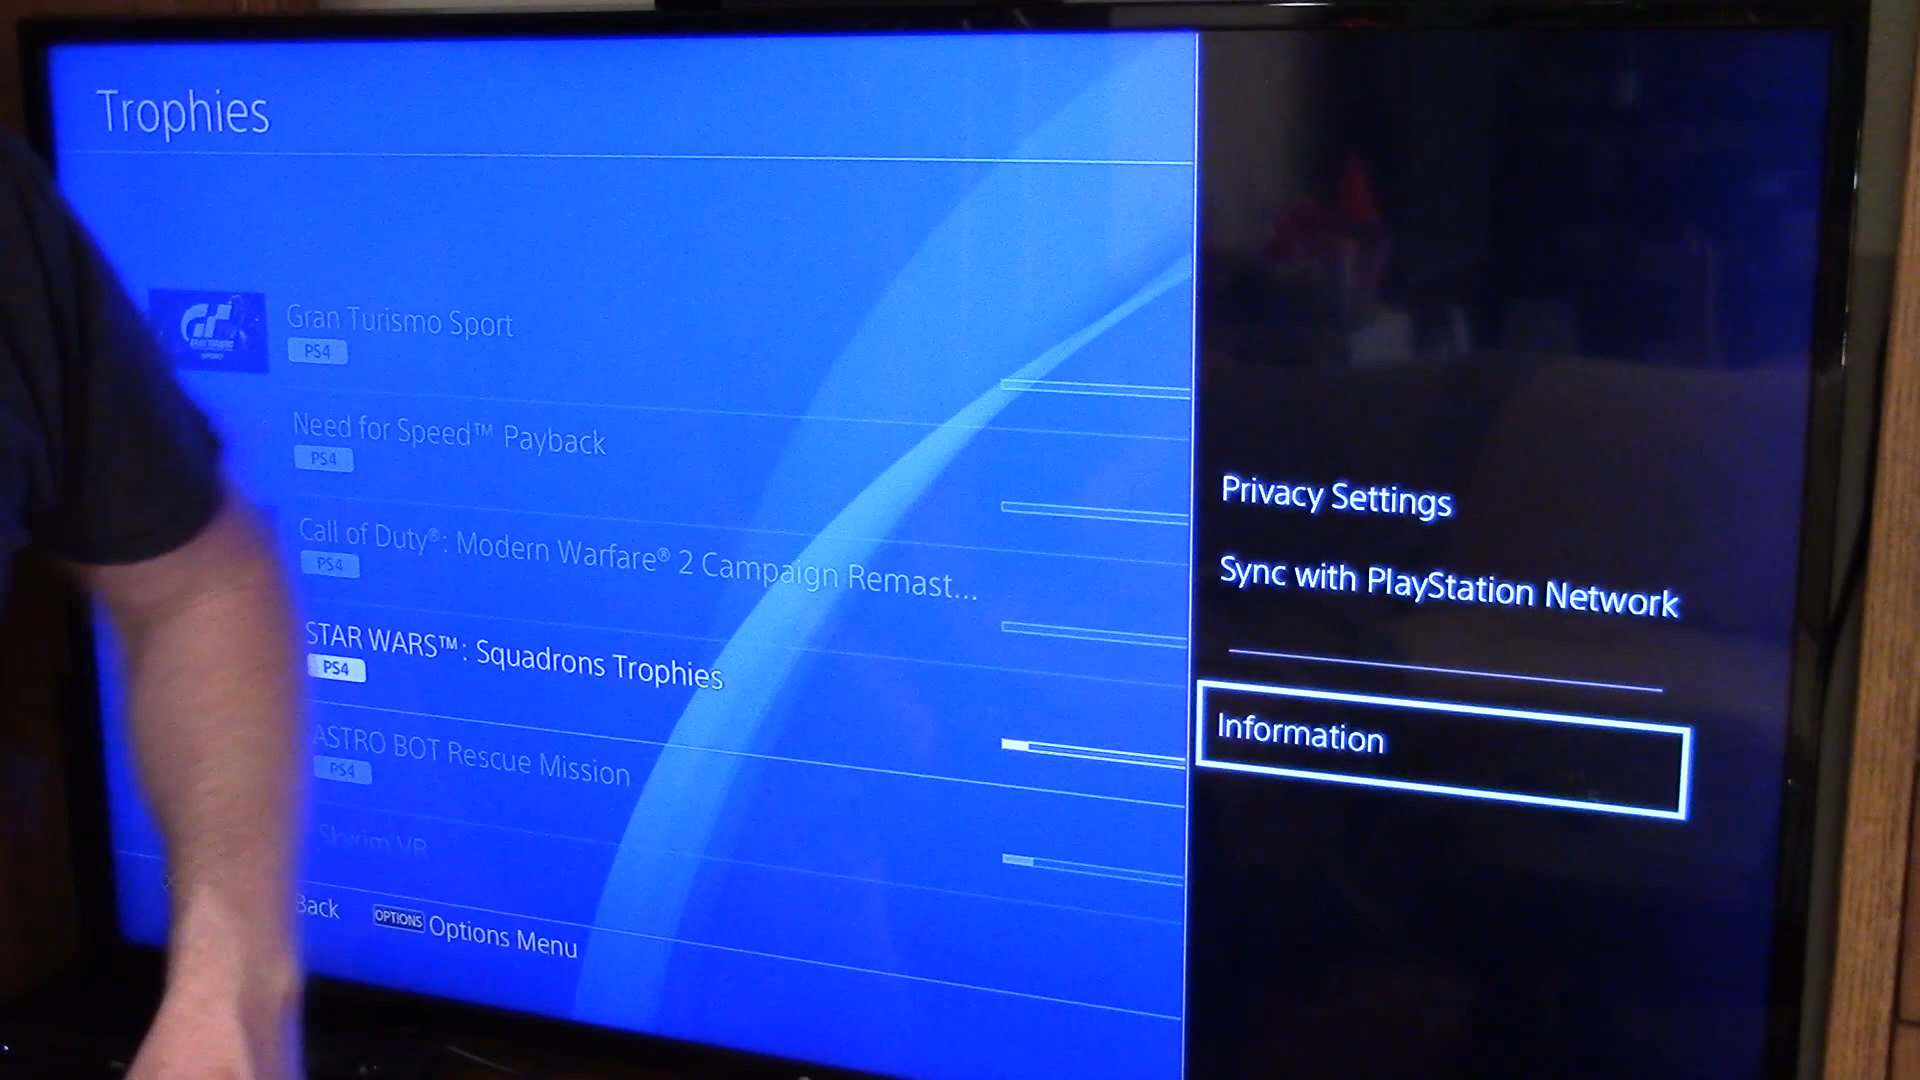 Trophies
Gran Turismo Sport
PS4
Need for Speed™ Payback
PS4
Call of Duty®: Modern Warfare® 2 Campaign Remast...
PS4
STAR WARS™: Squadrons Trophies
PS4
ASTRO BOT Rescue Mission
PS4
Skyrim VR
Back
OPTIONS Options Menu
Privacy Settings
Sync with PlayStation Network
Information